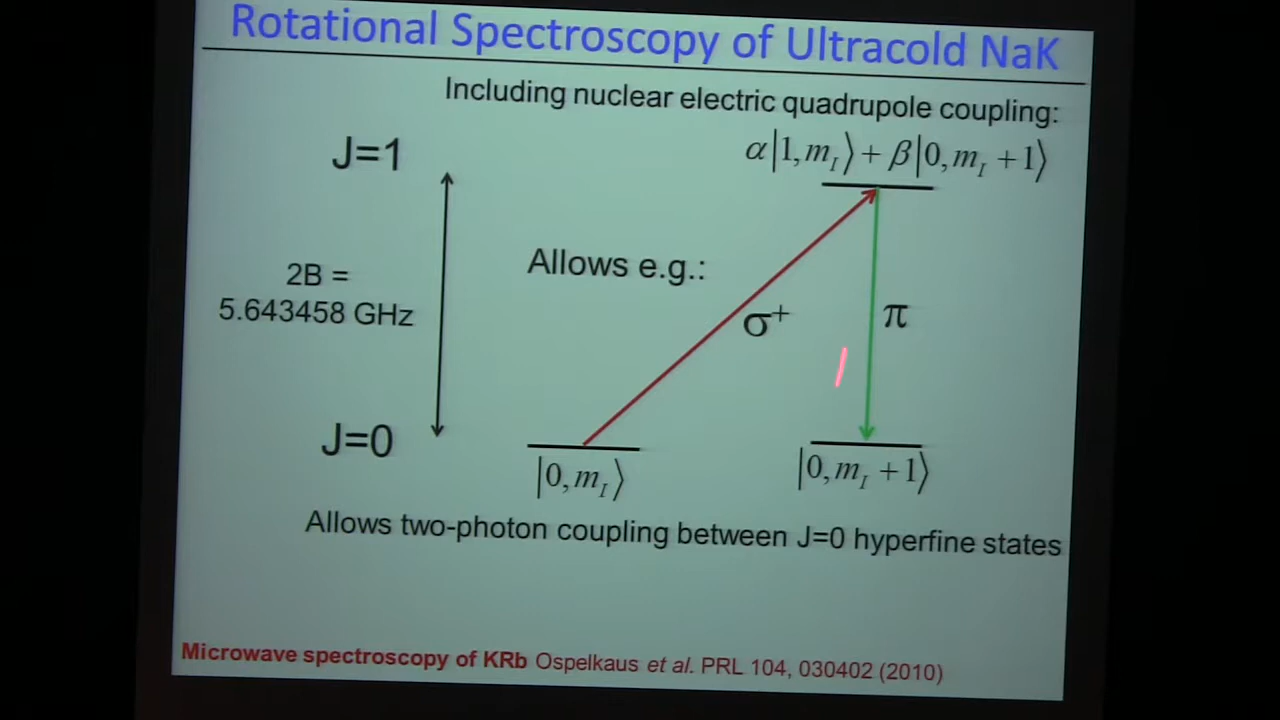 Rotational Spectroscopy of Ultracold NaK
Including nuclear electric quadrupole coupling:
J=1
α|1,m_I⟩+β|0,m_I+1⟩
Allows e.g.:
2B =
5.643458 GHz
σ⁺
π
J=0
|0,m_I⟩
|0,m_I+1⟩
Allows two-photon coupling between J=0 hyperfine states
Microwave spectroscopy of KRb Ospelkaus et al. PRL 104, 030402 (2010)